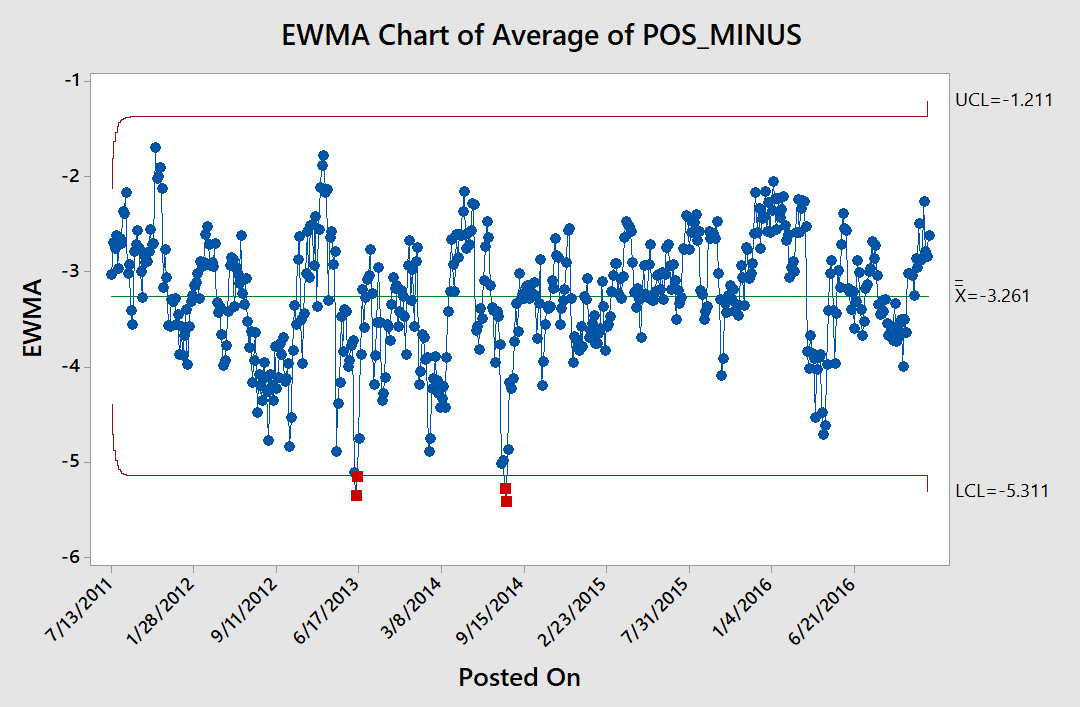 EWMA Chart of Average of POS_MINUS
EWMA
-1
-2
-3
-4
-5
-6
UCL=-1.211
X̿=-3.261
LCL=-5.311
7/13/2011
1/28/2012
9/11/2012
6/17/2013
3/8/2014
9/15/2014
2/23/2015
7/31/2015
1/4/2016
6/21/2016
Posted On